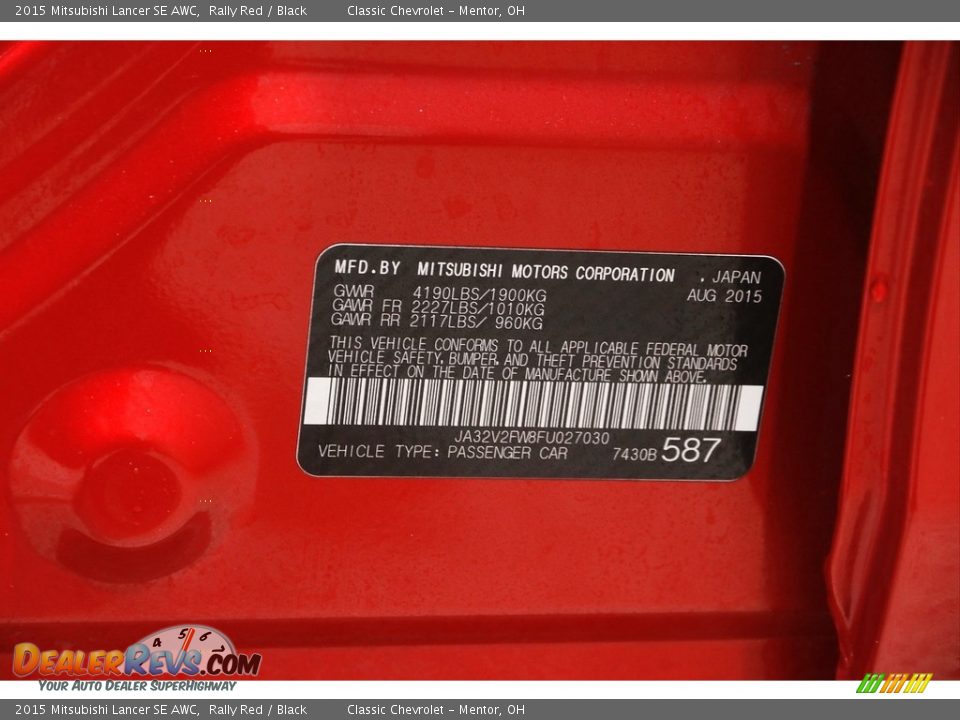 2015 Mitsubishi Lancer SE AWC, Rally Red / Black Classic Chevrolet - Mentor, OH
MFD.BY MITSUBISHI MOTORS CORPORATION . JAPAN
AUG 2015
GVWR 4190LBS/1900KG
GAWR FR 2227LBS/1010KG
GAWR RR 2117LBS/ 960KG
THIS VEHICLE CONFORMS TO ALL APPLICABLE FEDERAL MOTOR
VEHICLE SAFETY, BUMPER, AND THEFT PREVENTION STANDARDS
IN EFFECT ON THE DATE OF MANUFACTURE SHOWN ABOVE.
JA32V2FW8FU027030
VEHICLE TYPE: PASSENGER CAR 7430B 587
4 5 6
DEALERREVS.COM
YOUR AUTO DEALER SUPERHIGHWAY
2015 Mitsubishi Lancer SE AWC, Rally Red / Black Classic Chevrolet - Mentor, OH